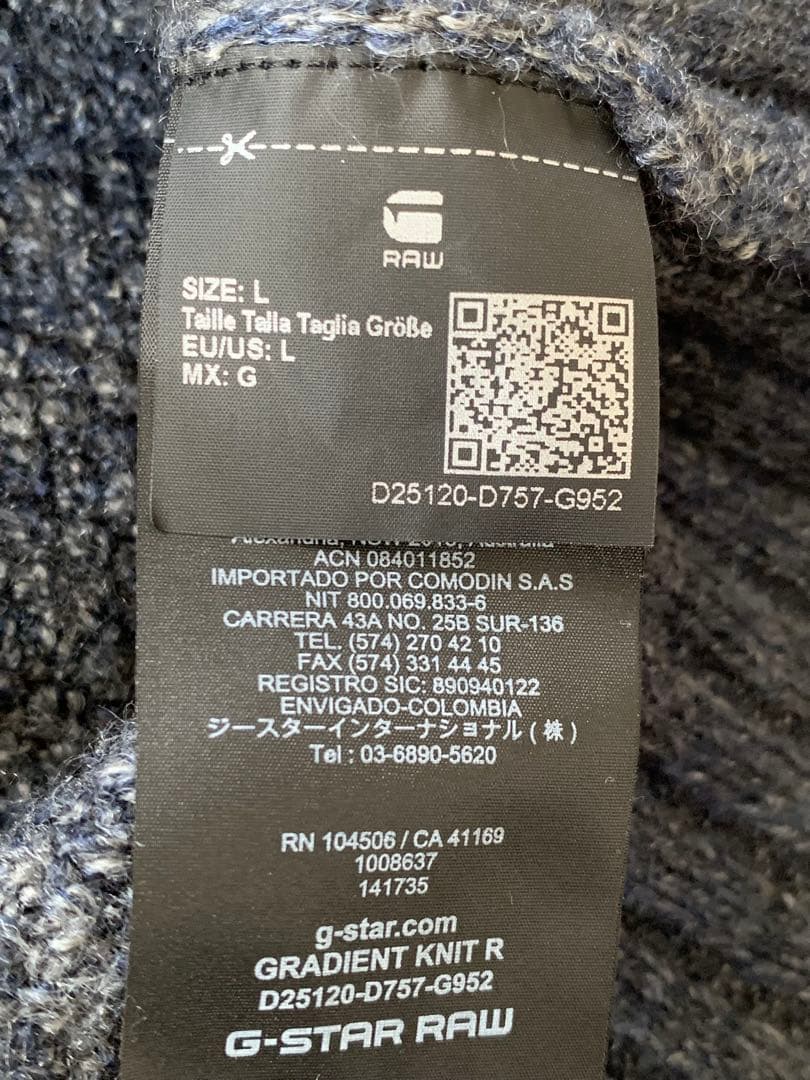 RAW
SIZE: L
Taille Talla Taglia Größe
EU/US: L
MX: G
D25120-D757-G952
ACN 084011852
IMPORTADO POR COMODIN S.A.S
NIT 800.069.833-6
CARRERA 43A NO. 25B SUR-136
TEL. (574) 270 42 10
FAX (574) 331 44 45
REGISTRO SIC: 890940122
ENVIGADO-COLOMBIA
ジースターインターナショナル ( 株 )
Tel : 03-6890-5620
RN 104506 / CA 41169
1008637
141735
g-star.com
GRADIENT KNIT R
D25120-D757-G952
G-STAR RAW